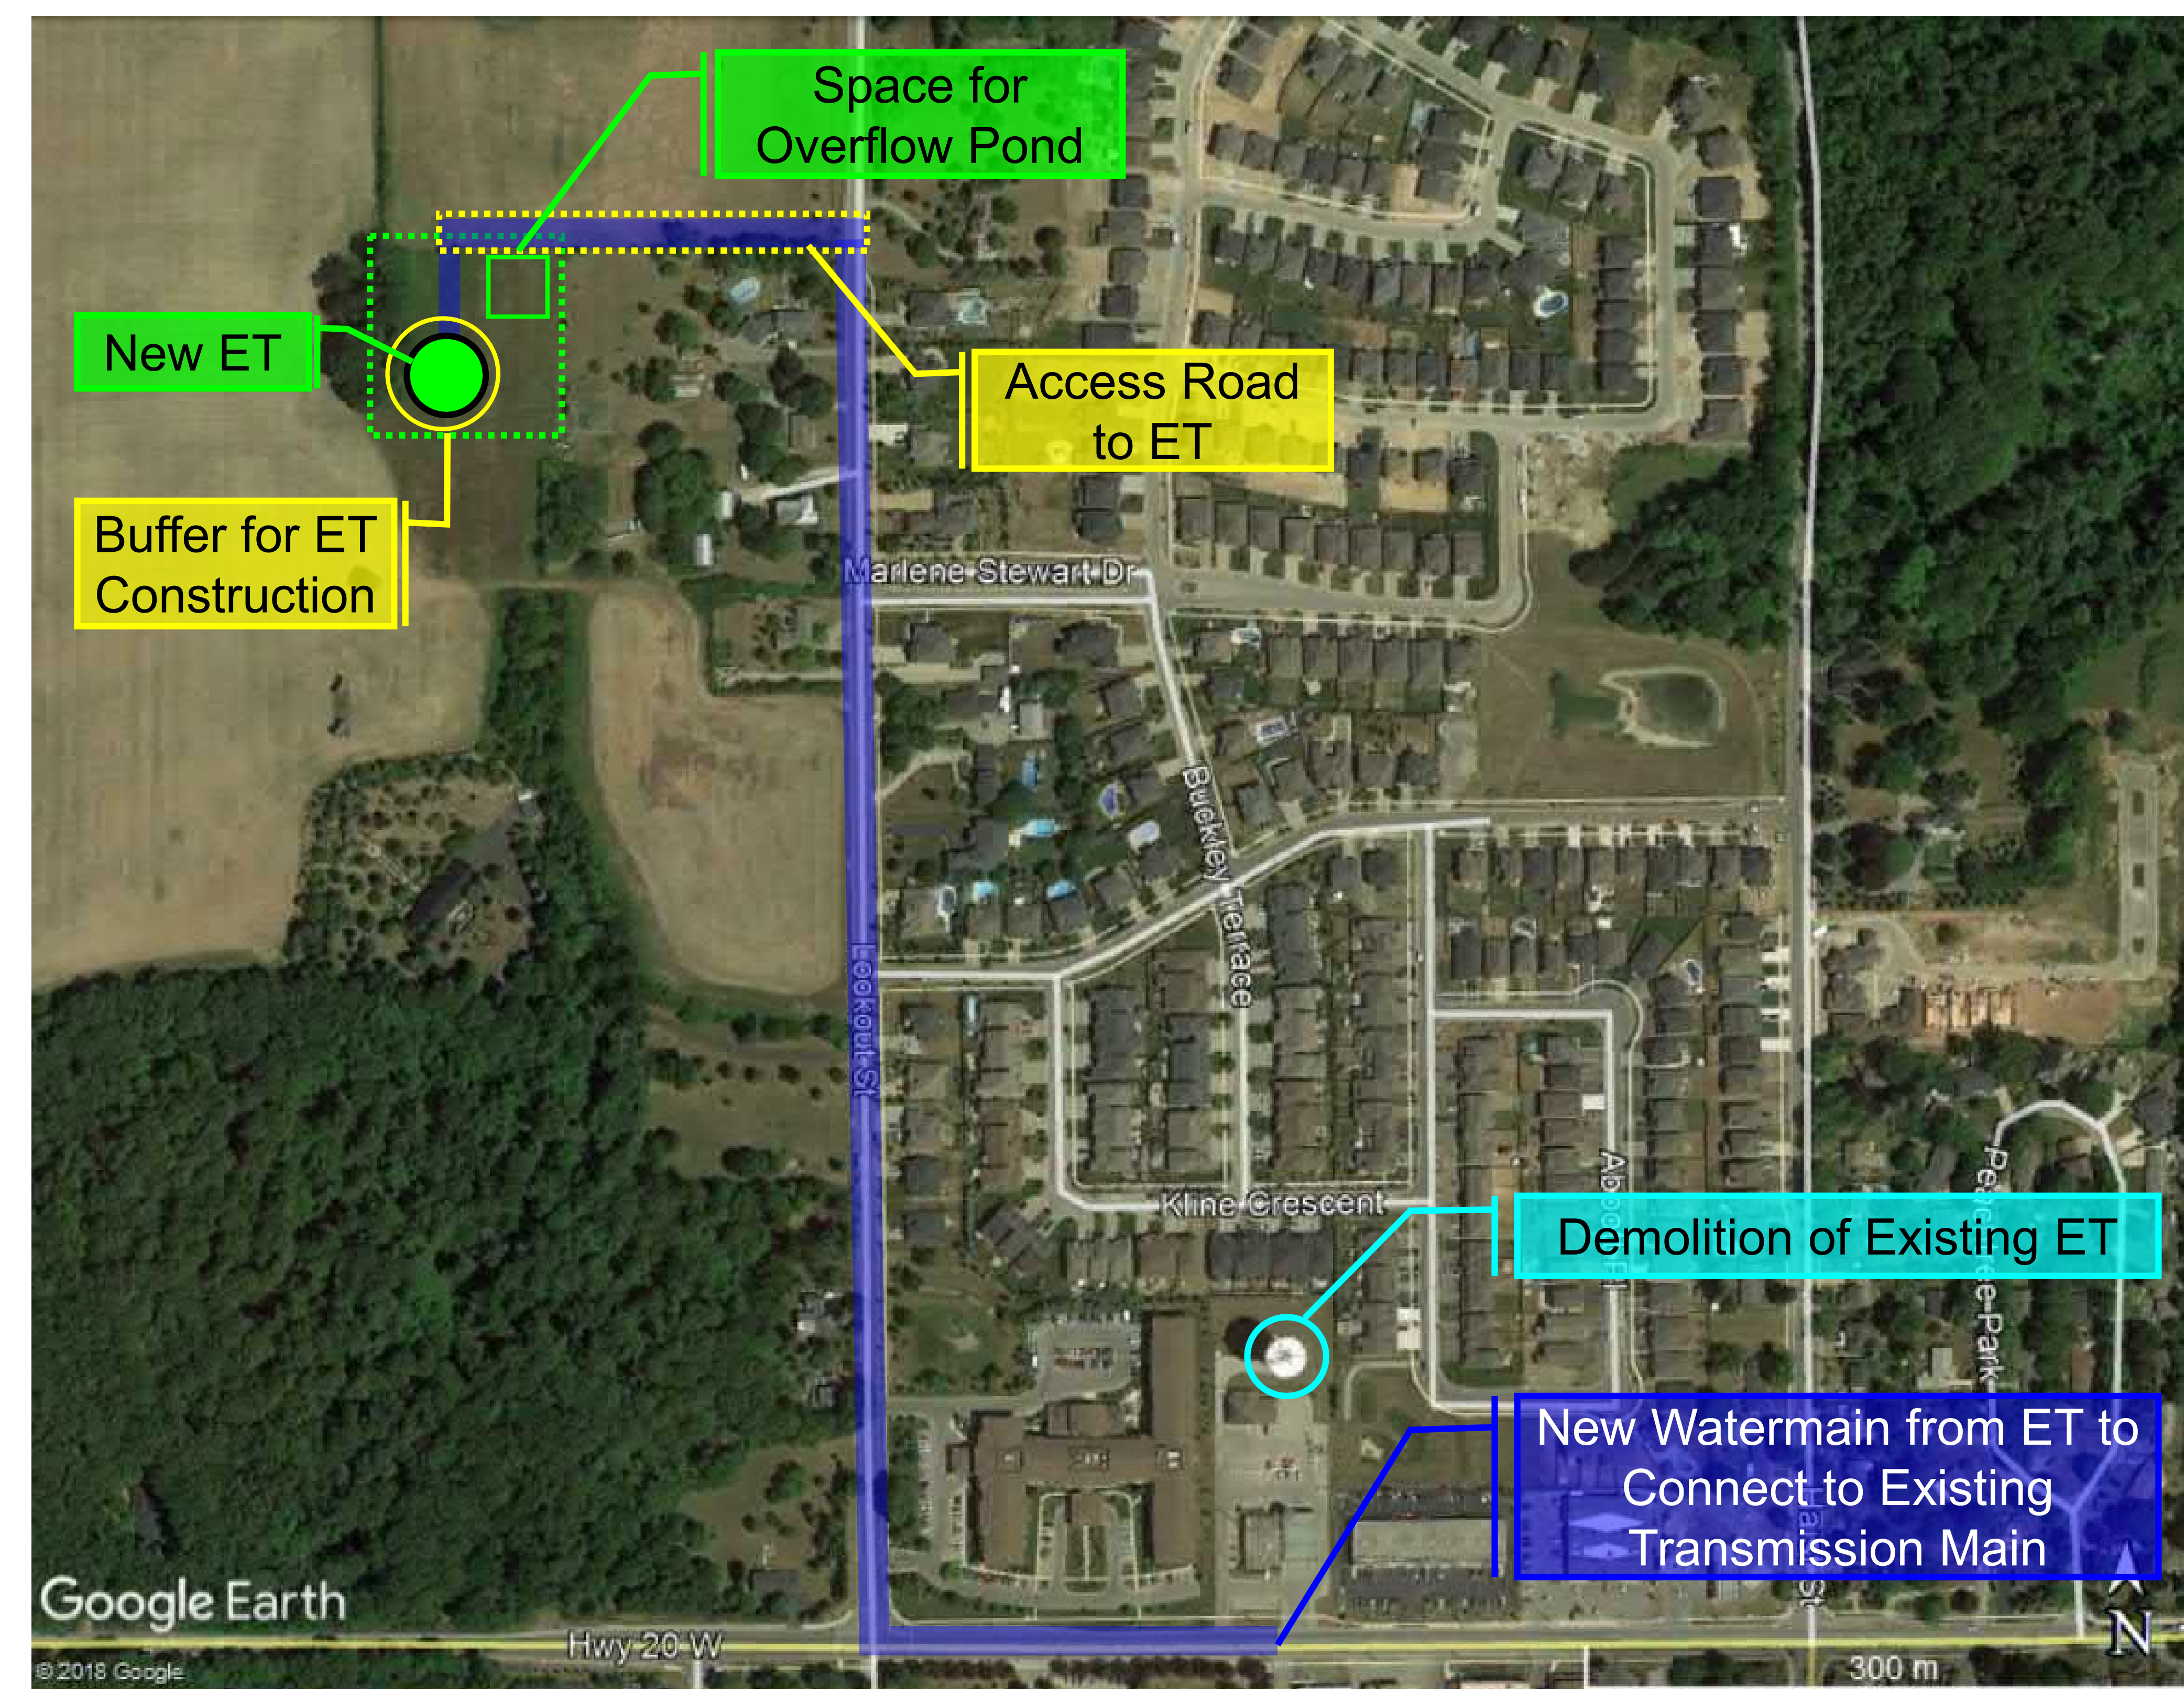 Space for
Overflow Pond
New ET
Access Road
to ET
Buffer for ET
Construction
Marlene Stewart Dr
Buckley Terrace
Lookout St
Kline Crescent
Demolition of Existing ET
New Watermain from ET to
Connect to Existing
Transmission Main
Google Earth
Hwy 20 W
N
© 2018 Google
300 m